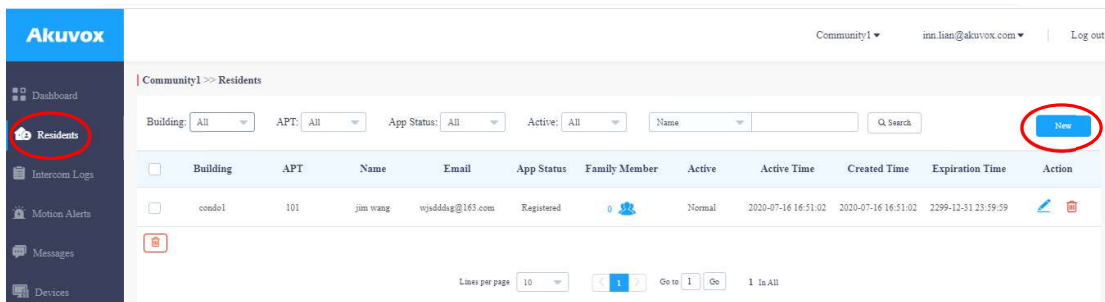 Akuvox
Community1
inn.lian@akuvox.com
Log out
Dashboard
Residents
Intercom Logs
Motion Alerts
Messages
Devices
Community1 >> Residents
Building: All APT: All App Status: All Active: All Name Search New
Building APT Name Email App Status Family Member Active Active Time Created Time Expiration Time Action
condo1 101 jim wang wjsdddsg@163.com Registered 0 Normal 2020-07-16 16:51:02 2020-07-16 16:51:02 2299-12-31 23:59:59
Lines per page 10 < 1 > Go to 1 Go 1 In All